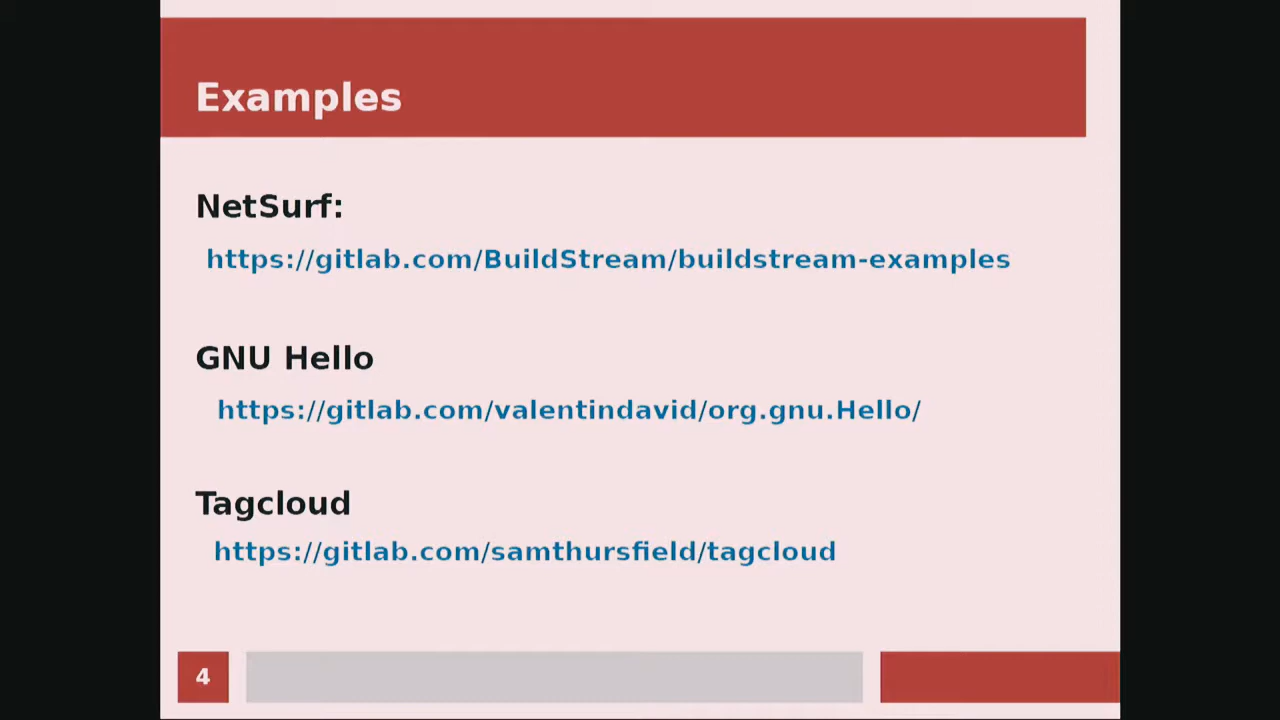 Examples
NetSurf:
https://gitlab.com/BuildStream/buildstream-examples
GNU Hello
https://gitlab.com/valentindavid/org.gnu.Hello/
Tagcloud
https://gitlab.com/samthursfield/tagcloud
4